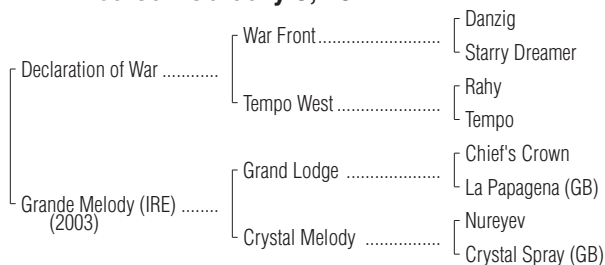 Danzig
War Front
Starry Dreamer
Declaration of War
Rahy
Tempo West
Tempo
Chief's Crown
Grand Lodge
La Papagena (GB)
Grande Melody (IRE)
(2003)
Nureyev
Crystal Melody
Crystal Spray (GB)